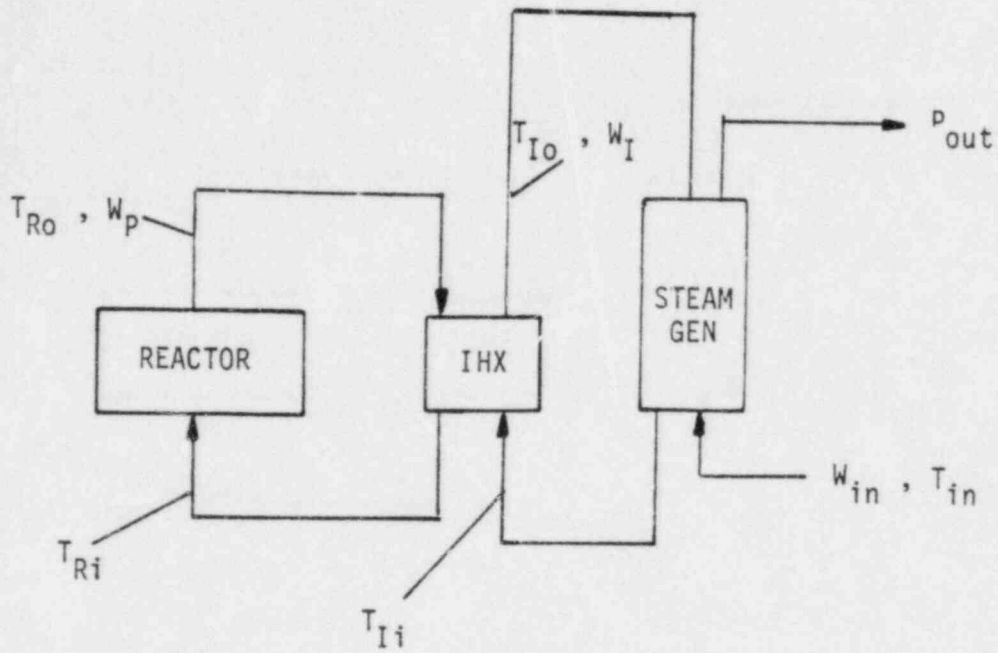 T_Io , W_I
P_out
T_Ro , W_P
STEAM
GEN
REACTOR
IHX
W_in , T_in
T_Ri
T_Ii